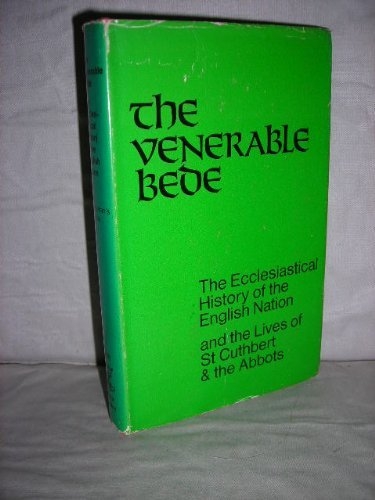 THE
VENERABLE
BEDE
The Ecclesiastical
History of the
English Nation
and the Lives of
St Cuthbert
& the Abbots